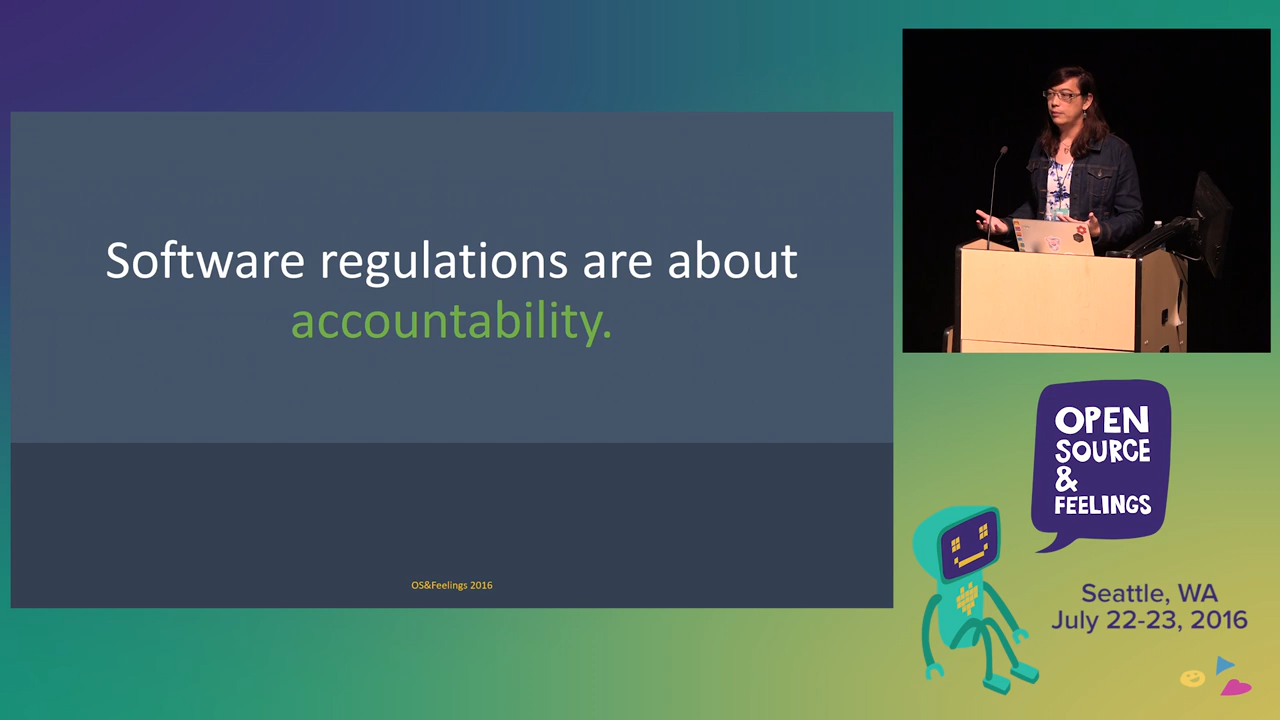 Software regulations are about
accountability.
OS&Feelings 2016
OPEN
SOURCE
&
FEELINGS
Seattle, WA
July 22-23, 2016